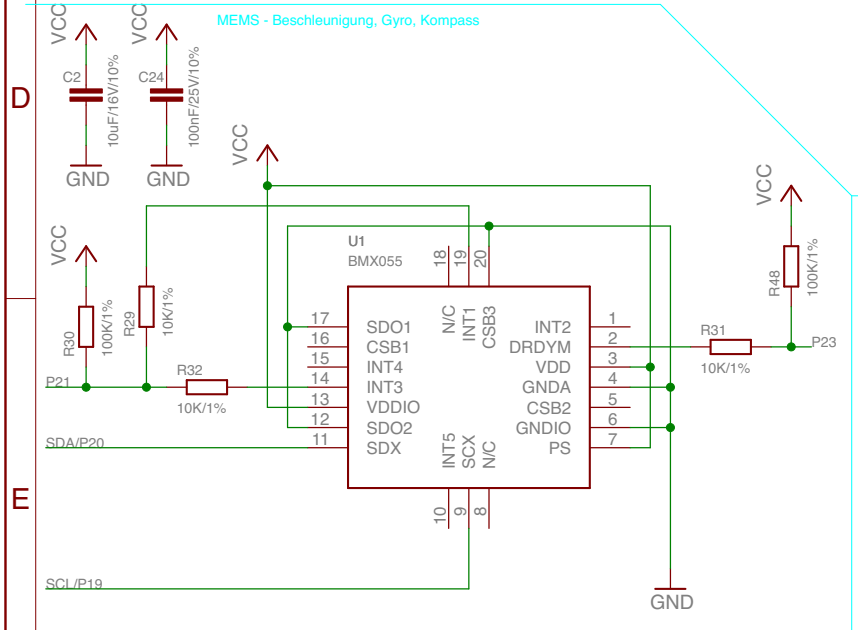 MEMS - Beschleunigung, Gyro, Kompass
D
VCC
C2
10uF/16V/10%
GND
VCC
C24
100nF/25V/10%
GND
VCC
VCC
R30
100K/1%
R29
10K/1%
P21
R32
10K/1%
SDA/P20
SCL/P19
E
U1
BMX055
18
19
20
N/C
INT1
CSB3
17
SDO1
16
CSB1
15
INT4
14
INT3
13
VDDIO
12
SDO2
11
SDX
INT2
1
DRDYM
2
VDD
3
GNDA
4
CSB2
5
GNDIO
6
PS
7
INT5
SCX
N/C
10
9
8
R31
10K/1%
VCC
R48
100K/1%
P23
GND